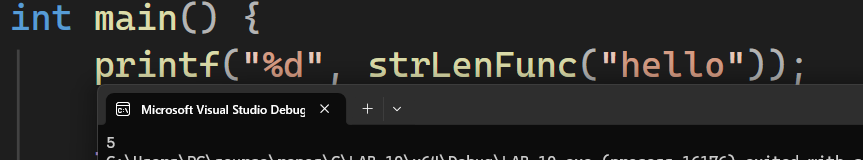 int main() {
printf("%d", strLenFunc("hello"));
Microsoft Visual Studio Debug
5